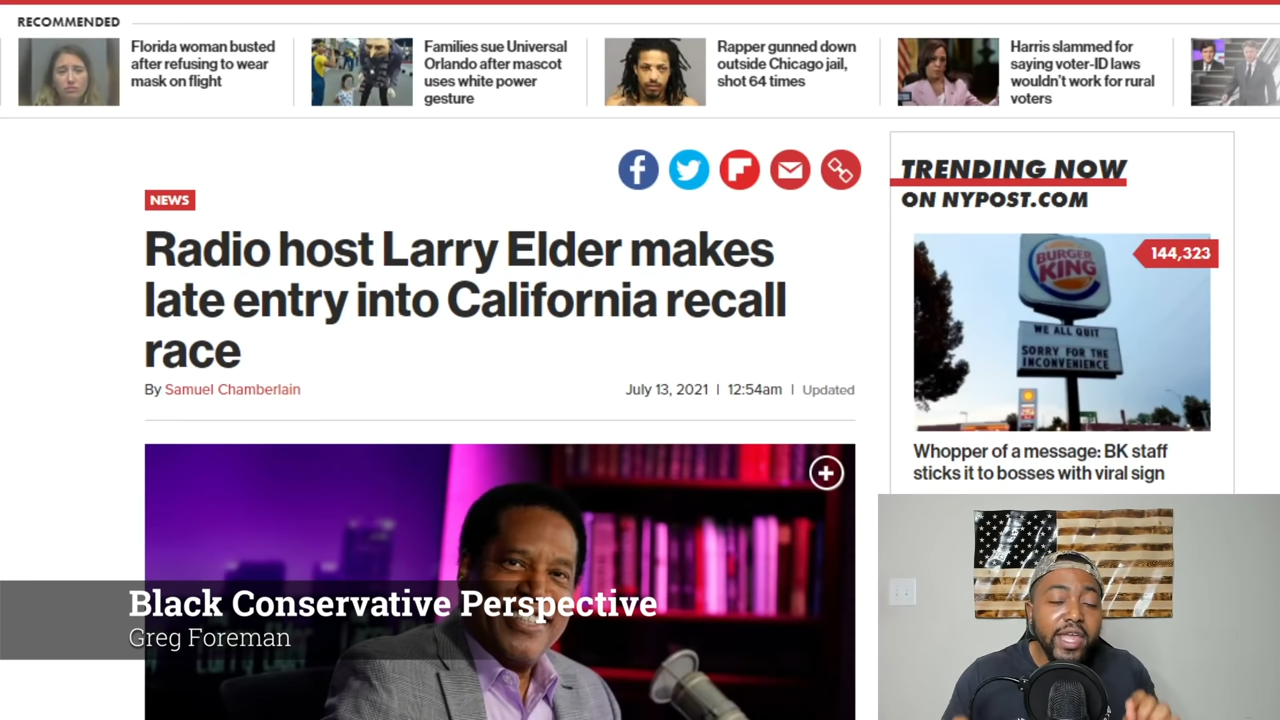 RECOMMENDED
Florida woman busted
after refusing to wear
mask on flight
Families sue Universal
Orlando after mascot
uses white power
gesture
Rapper gunned down
outside Chicago jail,
shot 64 times
Harris slammed for
saying voter-ID laws
wouldn't work for rural
voters
NEWS
Radio host Larry Elder makes
late entry into California recall
race
By Samuel Chamberlain
July 13, 2021 | 12:54am | Updated
TRENDING NOW
ON NYPOST.COM
144,323
BURGER
KING
WE ALL QUIT
SORRY FOR THE
INCONVENIENCE
Whopper of a message: BK staff
sticks it to bosses with viral sign
Black Conservative Perspective
Greg Foreman